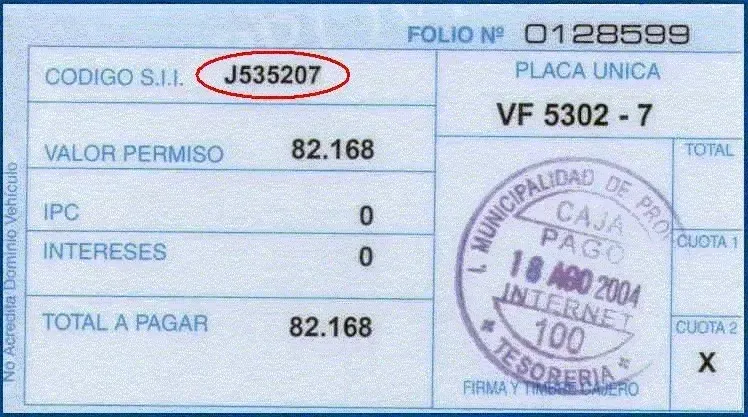 FOLIO Nº 0128599
CODIGO S.I.I. J535207
PLACA UNICA
VF 5302 - 7
VALOR PERMISO 82.168
TOTAL
IPC 0
CUOTA 1
INTERESES 0
TOTAL A PAGAR 82.168
CUOTA 2
X
I. MUNICIPALIDAD DE
CAJA
PAGO
18 AGO 2004
INTERNET
100
* TESORERIA *
FIRMA Y TIMBRE CAJERO
No Acredita Dominio Vehículo